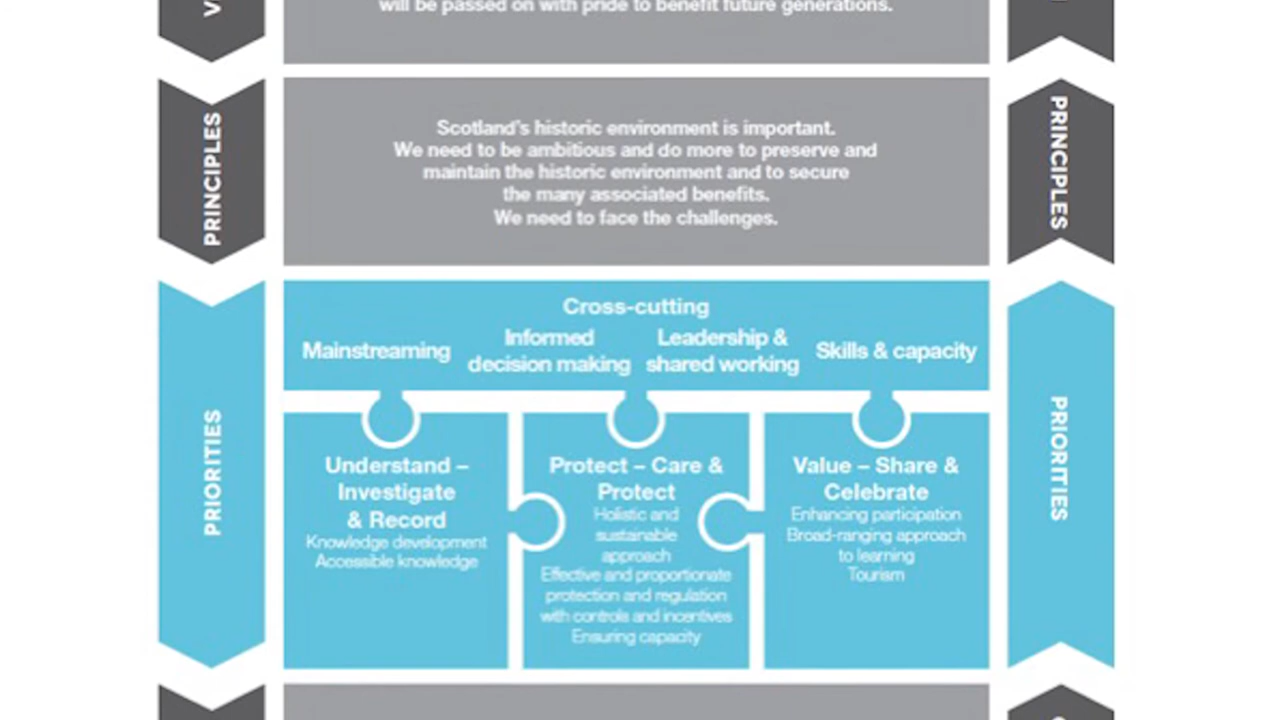 will be passed on with pride to benefit future generations.
PRINCIPLES
Scotland's historic environment is important.
We need to be ambitious and do more to preserve and
maintain the historic environment and to secure
the many associated benefits.
We need to face the challenges.
PRINCIPLES
PRIORITIES
Cross-cutting
Mainstreaming
Informed
decision making
Leadership &
shared working
Skills & capacity
Understand –
Investigate
& Record
Knowledge development
Accessible knowledge
Protect – Care &
Protect
Holistic and
sustainable
approach
Effective and proportionate
protection and regulation
with controls and incentives
Ensuring capacity
Value – Share &
Celebrate
Enhancing participation
Broad-ranging approach
to learning
Tourism
PRIORITIES